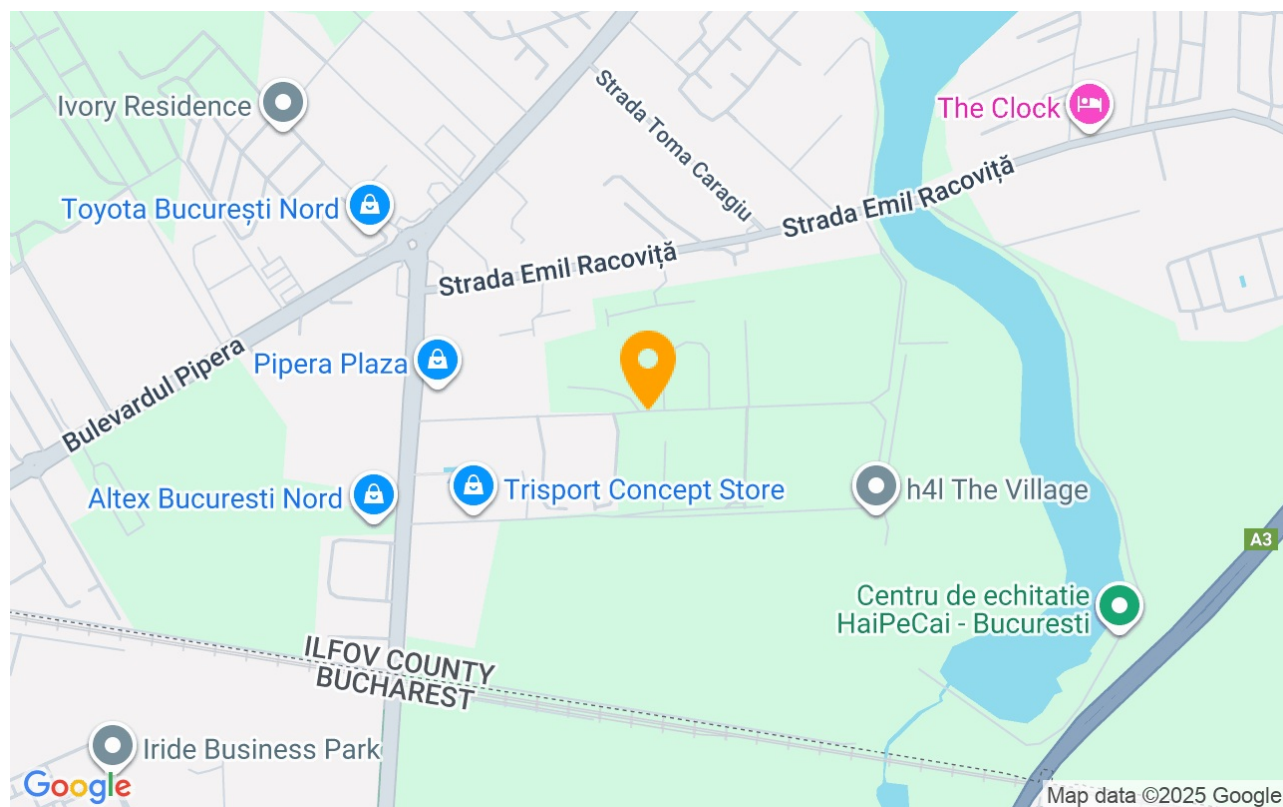 Ivory Residence
Strada Toma Caragiu
The Clock
Toyota București Nord
Strada Emil Racoviță
Strada Emil Racoviță
Bulevardul Pipera
Pipera Plaza
Altex Bucuresti Nord
Trisport Concept Store
h4l The Village
A3
Centru de echitatie
HaiPeCai - Bucuresti
ILFOV COUNTY
BUCHAREST
Iride Business Park
Google
Map data ©2025 Google